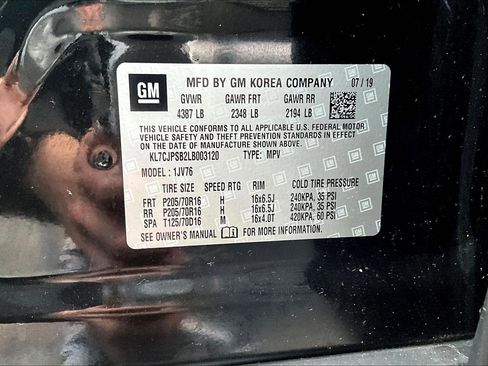 GM
MFD BY GM KOREA COMPANY 07/19
GVWR GAWR FRT GAWR RR
4387 LB 2348 LB 2194 LB
THIS VEHICLE CONFORMS TO ALL APPLICABLE U.S. FEDERAL MOTOR
VEHICLE SAFETY AND THEFT PREVENTION STANDARDS IN EFFECT
ON THE DATE OF MANUFACTURE SHOWN ABOVE.
KL7CJPSB2LB003120 TYPE: MPV
MODEL: 1JV76
TIRE SIZE SPEED RTG RIM COLD TIRE PRESSURE
FRT P205/70R16 H 16x6.5J 240KPA, 35 PSI
RR P205/70R16 H 16x6.5J 240KPA, 35 PSI
SPA T125/70D16 M 16x4.0T 420KPA, 60 PSI
SEE OWNER'S MANUAL FOR MORE INFORMATION.